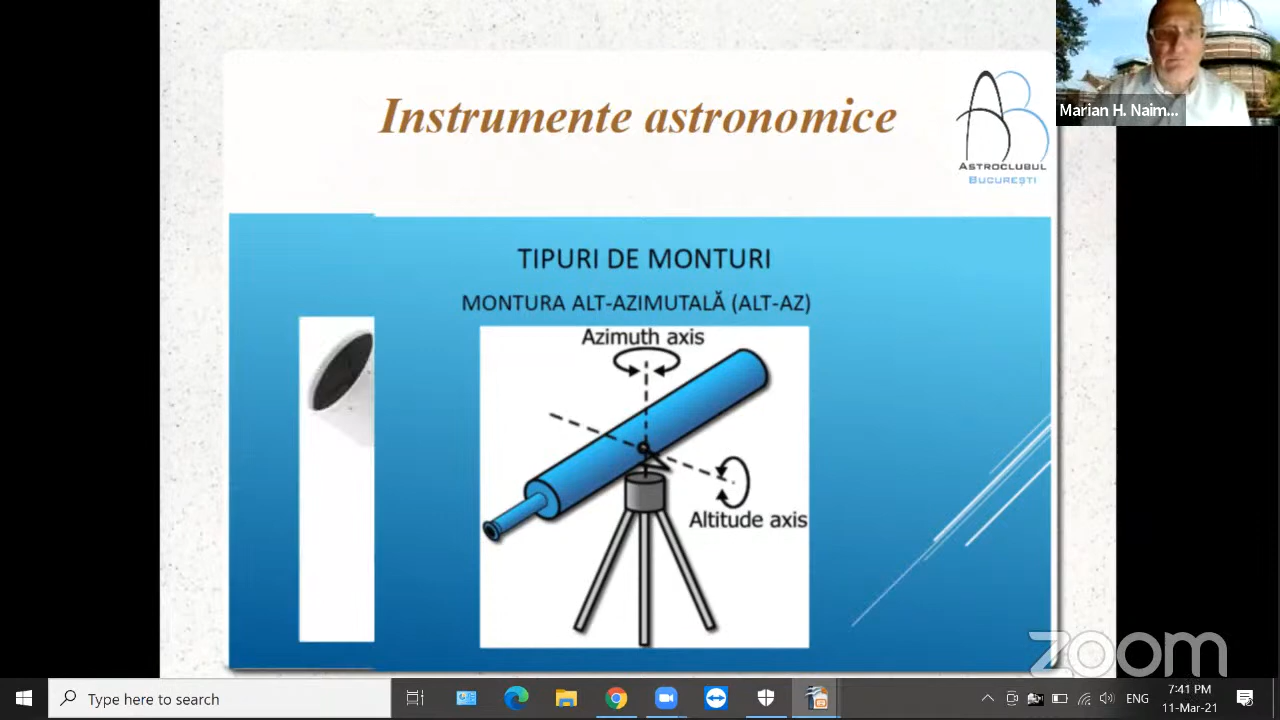 Instrumente astronomice
ASTROCLUBUL
BUCUREȘTI
Marian H. Naim...
TIPURI DE MONTURI
MONTURA ALT-AZIMUTALĂ (ALT-AZ)
Azimuth axis
Altitude axis
zoom
Type here to search
ENG
7:41 PM
11-Mar-21